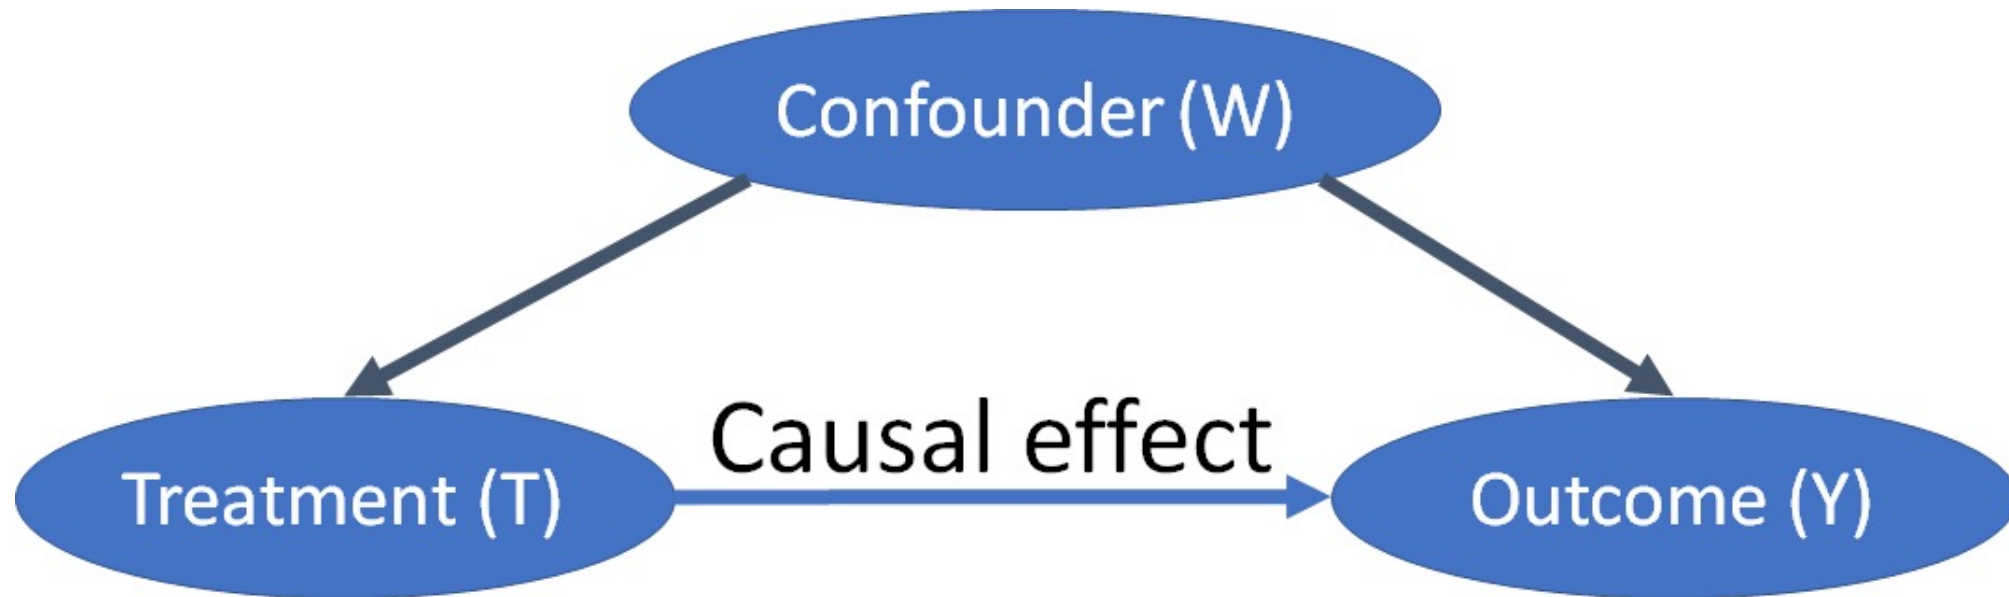 Confounder (W)
Causal effect
Treatment (T)
Outcome (Y)